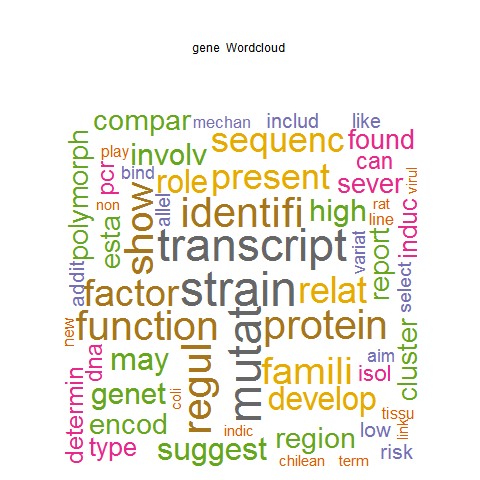 gene Wordcloud
compar
mechan
includ
like
play
involv
sequenc
found
polymorph
pcr
bind
role
present
can
sever
virul
non
show
allel
identifi
high
rat
line
induc
esta
transcript
variat
report
addit
factor
strain
relat
select
new
function
regul
mutat
protein
dna
may
famili
aim
cluster
determin
genet
coli
develop
isol
tissu
encod
indic
region
low
link
type
suggest
chilean
term
risk